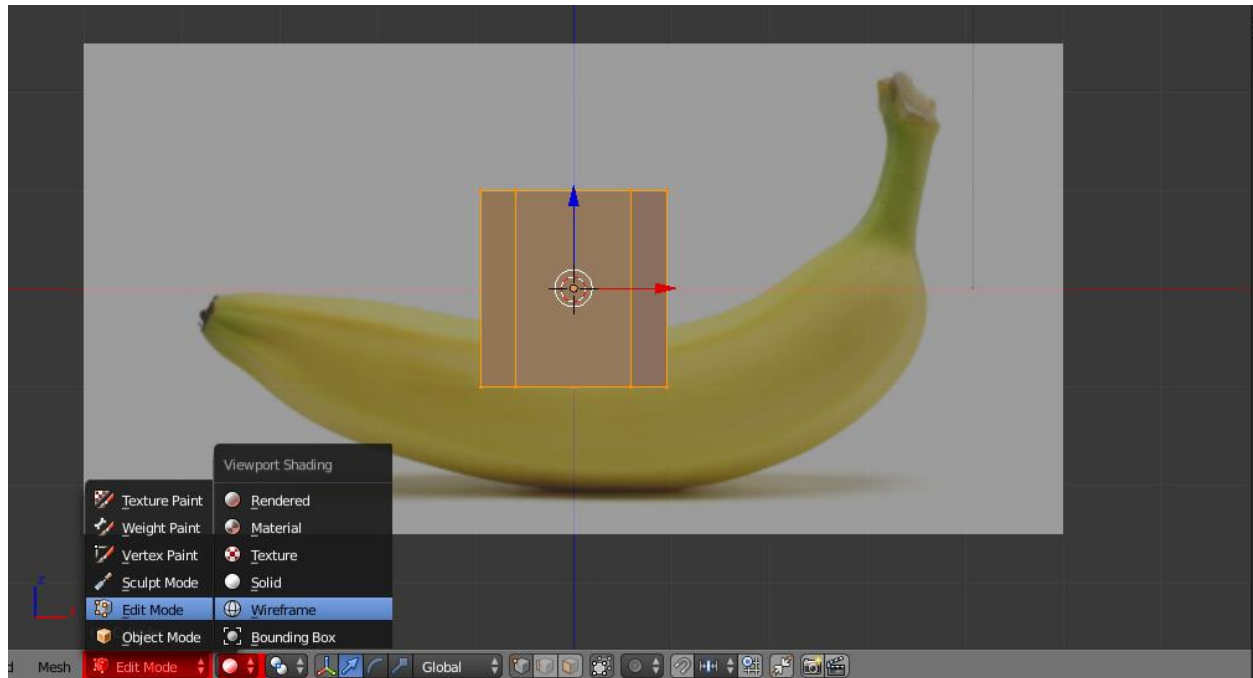 Viewport Shading
Texture Paint
Weight Paint
Vertex Paint
Sculpt Mode
Edit Mode
Object Mode
Rendered
Material
Texture
Solid
Wireframe
Bounding Box
z
Mesh
Edit Mode
Global